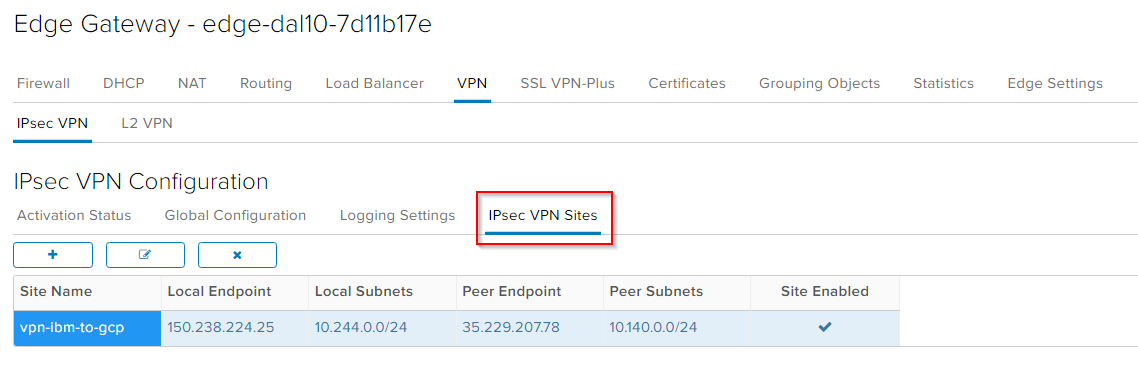 Edge Gateway - edge-dal10-7d11b17e
Firewall DHCP NAT Routing Load Balancer VPN SSL VPN-Plus Certificates Grouping Objects Statistics Edge Settings
IPsec VPN L2 VPN
IPsec VPN Configuration
Activation Status Global Configuration Logging Settings IPsec VPN Sites
Site Name Local Endpoint Local Subnets Peer Endpoint Peer Subnets Site Enabled
vpn-ibm-to-gcp 150.238.224.25 10.244.0.0/24 35.229.207.78 10.140.0.0/24